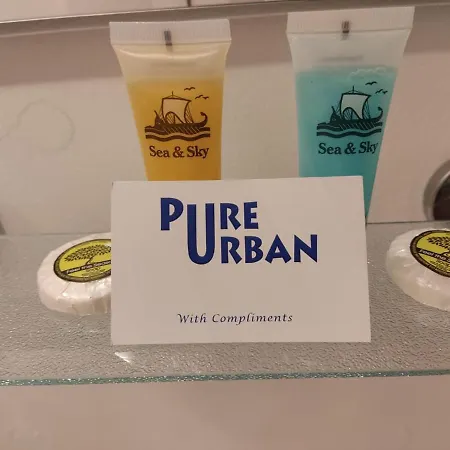 Sea & Sky
Sea & Sky
PURE
URBAN
With Compliments